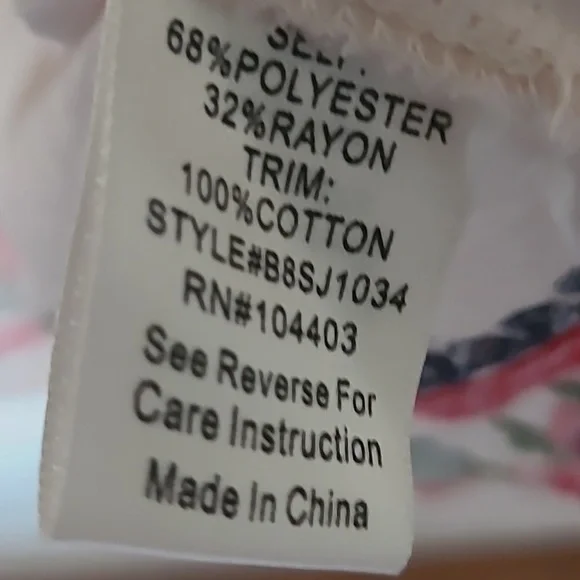 SELF:
68%POLYESTER
32%RAYON
TRIM:
100%COTTON
STYLE#B8SJ1034
RN#104403
See Reverse For
Care Instruction
Made In China